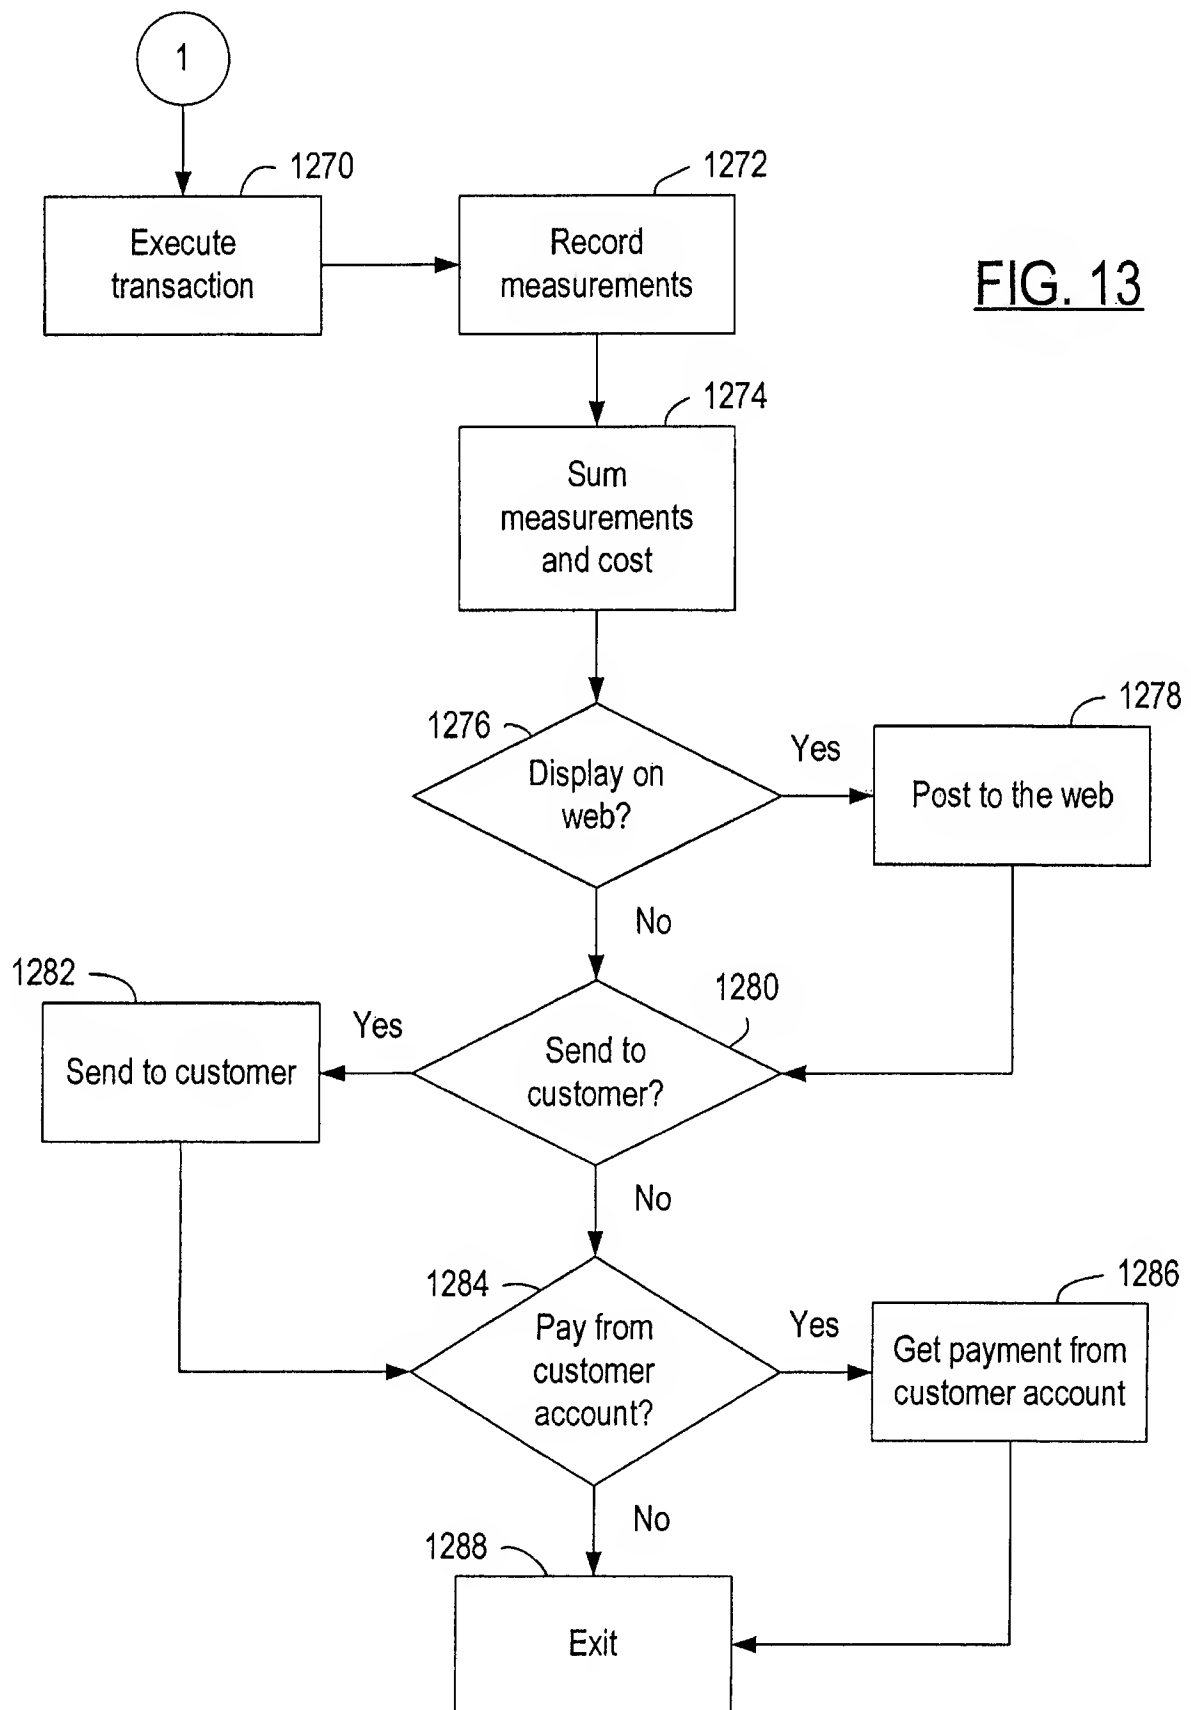 1
1270
Execute
transaction
1272
Record
measurements
FIG. 13
1274
Sum
measurements
and cost
1276
Display on
web?
Yes
1278
Post to the web
No
1282
Send to customer
Yes
1280
Send to
customer?
No
1284
Pay from
customer
account?
Yes
1286
Get payment from
customer account
No
1288
Exit